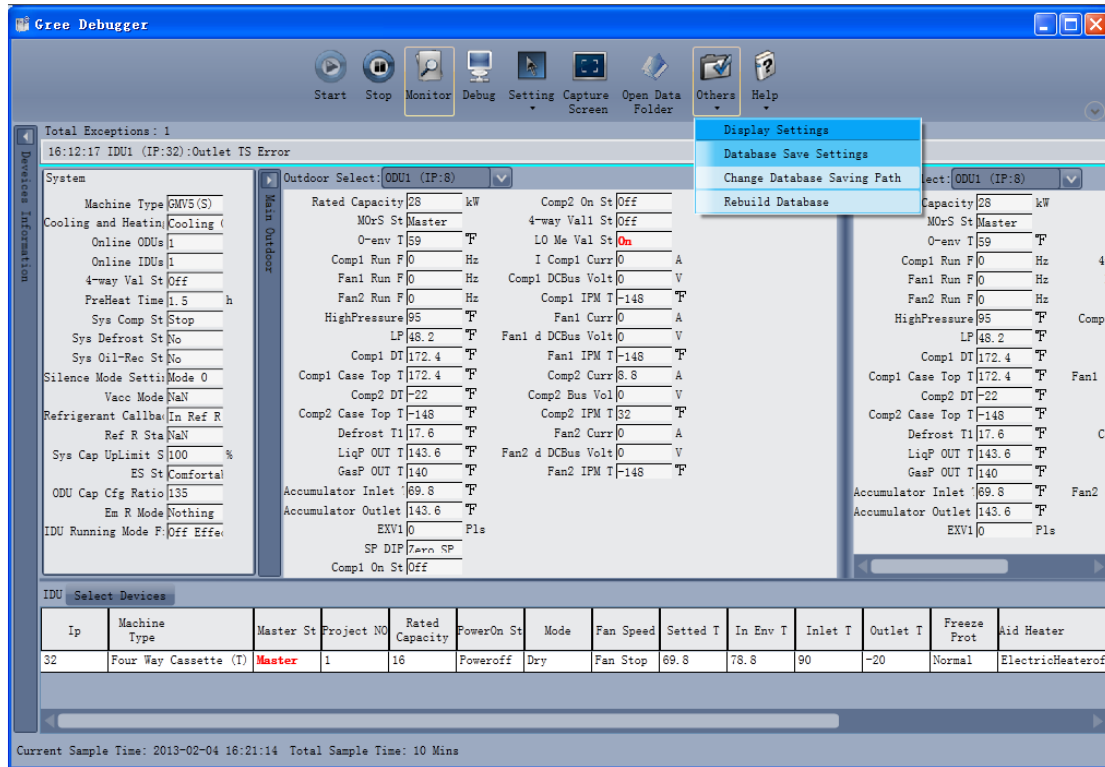 Gree Debugger
Start Stop Monitor Debug Setting Capture Screen Open Data Folder Others Help
Display Settings
Database Save Settings
Change Database Saving Path
Rebuild Database
Total Exceptions: 1
16:12:17 IDU1 (IP:32):Outlet TS Error
Deveices Information
System
Machine Type GMV5(S)
Cooling and Heating Cooling (
Online ODUs 1
Online IDUs 1
4-way Val St Off
PreHeat Time 1.5 h
Sys Comp St Stop
Sys Defrost St No
Sys Oil-Rec St No
Silence Mode Setti: Mode 0
Vacc Mode NaN
Refrigerant Callba In Ref R
Ref R Sta NaN
Sys Cap UpLimit S 100 %
ES St Comfortal
ODU Cap Cfg Ratio 135
Em R Mode Nothing
IDU Running Mode F: Off Effec
Main Outdoor
Outdoor Select: ODU1 (IP:8)
Rated Capacity 28 kW Comp2 On St Off
MOrS St Master 4-way Val1 St Off
O-env T 59 °F LO Me Val St On
Comp1 Run F 0 Hz I Comp1 Curr 0 A
Fan1 Run F 0 Hz Comp1 DCBus Volt 0 V
Fan2 Run F 0 Hz Comp1 IPM T -148 °F
HighPressure 95 °F Fan1 Curr 0 A
LP 48.2 °F Fan1 d DCBus Volt 0 V
Comp1 DT 172.4 °F Fan1 IPM T -148 °F
Comp1 Case Top T 172.4 °F Comp2 Curr 8.8 A
Comp2 DT -22 °F Comp2 Bus Vol 0 V
Comp2 Case Top T -148 °F Comp2 IPM T 32 °F
Defrost T1 17.6 °F Fan2 Curr 0 A
LiqP OUT T 143.6 °F Fan2 d DCBus Volt 0 V
GasP OUT T 140 °F Fan2 IPM T -148 °F
Accumulator Inlet 69.8 °F
Accumulator Outlet 143.6 °F
EXV1 0 Pls
SP DIP Zero SP
Comp1 On St Off
lect: ODU1 (IP:8)
Capacity 28 kW
MOrS St Master
O-env T 59 °F
Comp1 Run F 0 Hz 4
Fan1 Run F 0 Hz
Fan2 Run F 0 Hz
HighPressure 95 °F Comp
LP 48.2 °F
Comp1 DT 172.4 °F
Comp1 Case Top T 172.4 °F Fan1
Comp2 DT -22 °F
Comp2 Case Top T -148 °F
Defrost T1 17.6 °F C
LiqP OUT T 143.6 °F
GasP OUT T 140 °F
Accumulator Inlet 69.8 °F Fan2
Accumulator Outlet 143.6 °F
EXV1 0 Pls
IDU Select Devices
Ip Machine Type Master St Project NO Rated Capacity PowerOn St Mode Fan Speed Setted T In Env T Inlet T Outlet T Freeze Prot Aid Heater
32 Four Way Cassette (T) Master 1 16 Poweroff Dry Fan Stop 69.8 78.8 90 -20 Normal ElectricHeaterof
Current Sample Time: 2013-02-04 16:21:14 Total Sample Time: 10 Mins